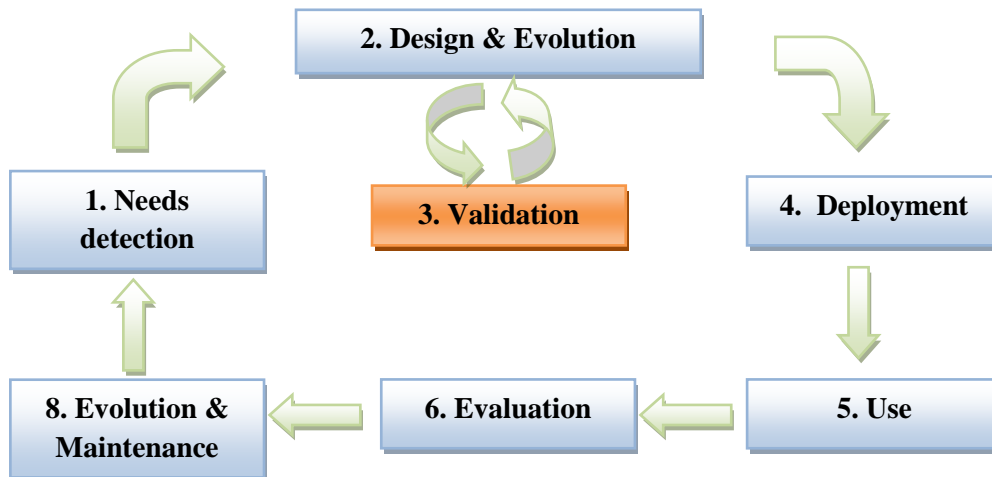 2. Design & Evolution
1. Needs
detection
3. Validation
4. Deployment
8. Evolution &
Maintenance
6. Evaluation
5. Use